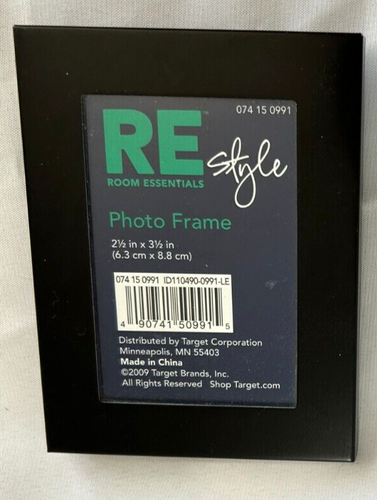 074 15 0991
RE style
ROOM ESSENTIALS
Photo Frame
2½ in x 3½ in
(6.3 cm x 8.8 cm)
074 15 0991 ID110490-0991-LE
4 90741 50991 5
Distributed by Target Corporation
Minneapolis, MN 55403
Made in China
©2009 Target Brands, Inc.
All Rights Reserved Shop Target.com